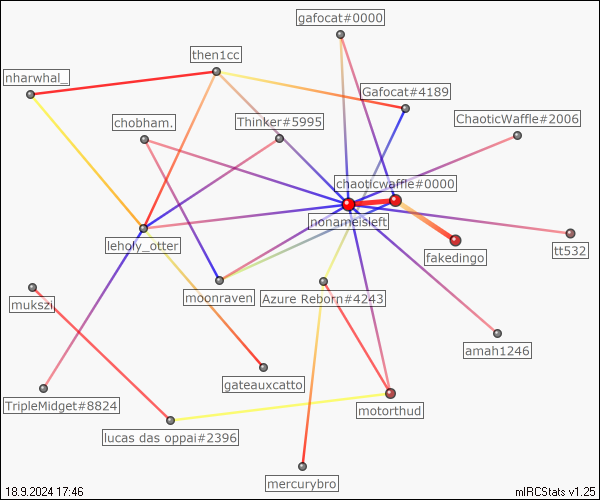 gafocat#0000
then1cc
nharwhal_
Gafocat#4189
chobham.
Thinker#5995
ChaoticWaffle#2006
chaoticwaffle#0000
nonameisleft
leholy_otter
fakedingo
tt532
moonraven
Azure Reborn#4243
mukszi
amah1246
gateauxcatto
TripleMidget#8824
motorthud
lucas das oppai#2396
mercurybro
18.9.2024 17:46
mIRCStats v1.25